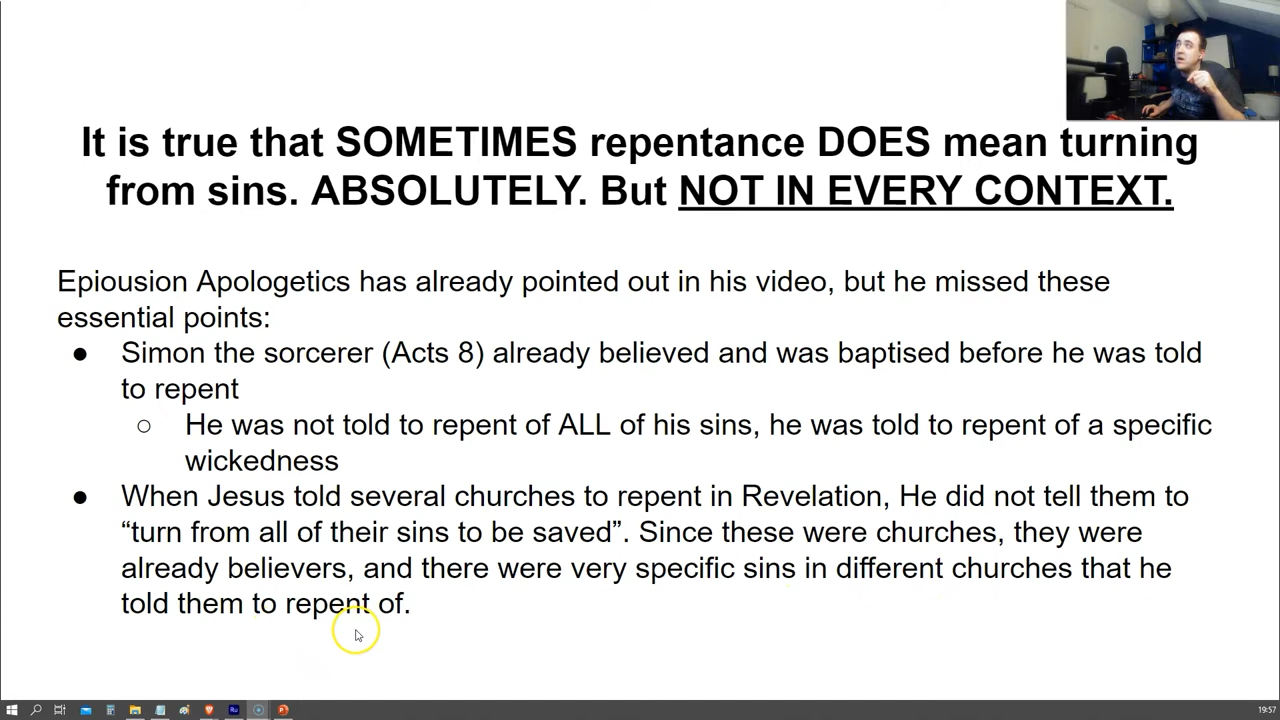 It is true that SOMETIMES repentance DOES mean turning
from sins. ABSOLUTELY. But NOT IN EVERY CONTEXT.
Epiousion Apologetics has already pointed out in his video, but he missed these
essential points:
● Simon the sorcerer (Acts 8) already believed and was baptised before he was told
to repent
○ He was not told to repent of ALL of his sins, he was told to repent of a specific
wickedness
● When Jesus told several churches to repent in Revelation, He did not tell them to
“turn from all of their sins to be saved”. Since these were churches, they were
already believers, and there were very specific sins in different churches that he
told them to repent of.
19:57